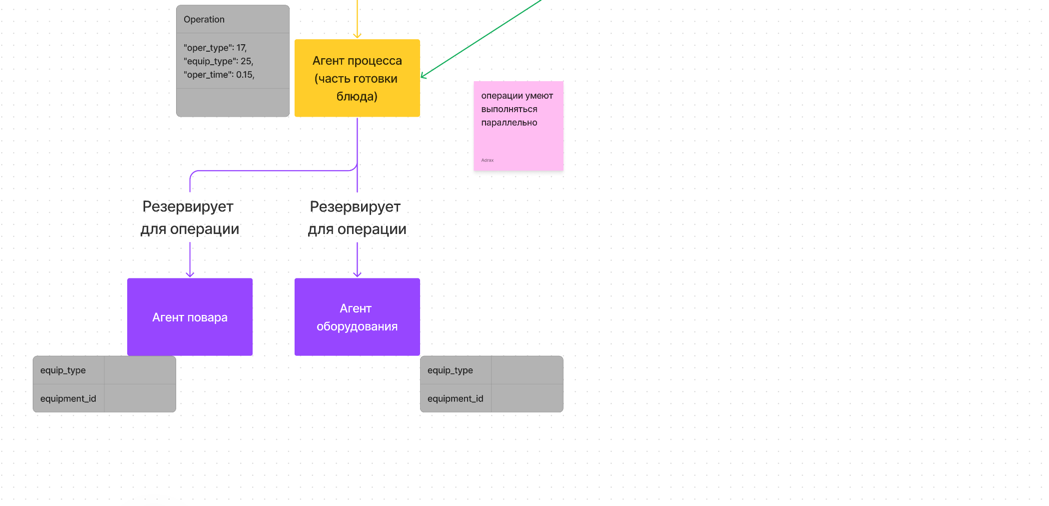 Operation
"oper_type": 17,
"equip_type": 25,
"oper_time": 0.15,
Агент процесса
(часть готовки
блюда)
операции умеют
выполняться
параллельно
Adrax
Резервирует
для операции
Резервирует
для операции
Агент повара
Агент
оборудования
equip_type
equipment_id
equip_type
equipment_id